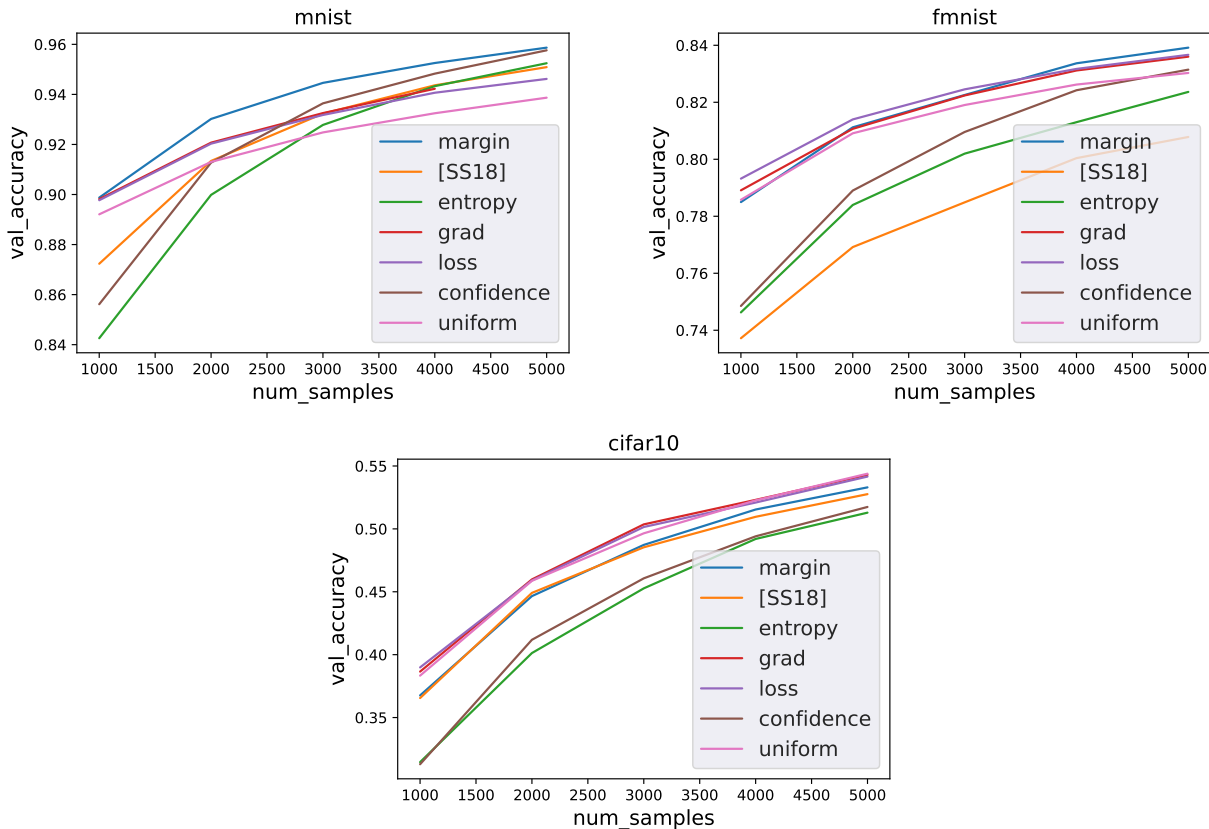 mnist
0.96
0.94
0.92
0.90
0.88
0.86
0.84
val_accuracy
1000 1500 2000 2500 3000 3500 4000 4500 5000
num_samples
margin
[SS18]
entropy
grad
loss
confidence
uniform
fmnist
0.84
0.82
0.80
0.78
0.76
0.74
val_accuracy
1000 1500 2000 2500 3000 3500 4000 4500 5000
num_samples
margin
[SS18]
entropy
grad
loss
confidence
uniform
cifar10
0.55
0.50
0.45
0.40
0.35
val_accuracy
1000 1500 2000 2500 3000 3500 4000 4500 5000
num_samples
margin
[SS18]
entropy
grad
loss
confidence
uniform